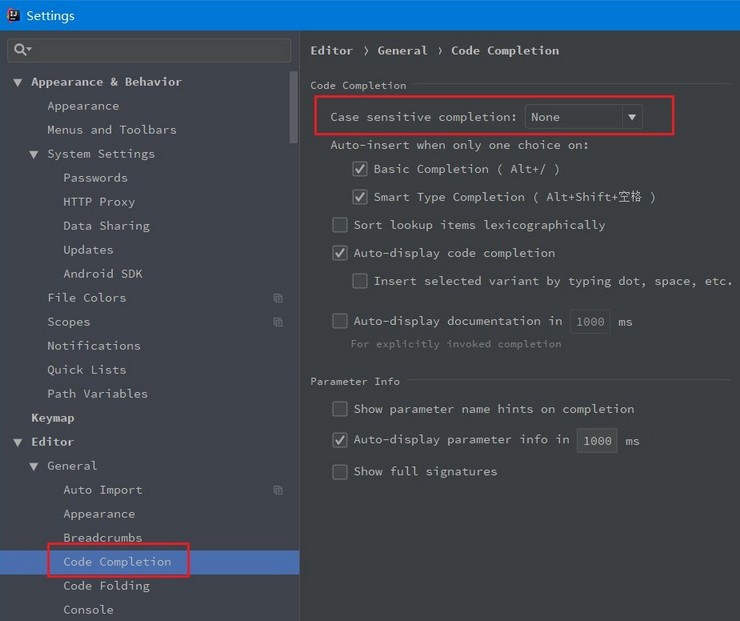 Settings
Appearance & Behavior
Appearance
Menus and Toolbars
System Settings
Passwords
HTTP Proxy
Data Sharing
Updates
Android SDK
File Colors
Scopes
Notifications
Quick Lists
Path Variables
Keymap
Editor
General
Auto Import
Appearance
Breadcrumbs
Code Completion
Code Folding
Console
Editor › General › Code Completion
Code Completion
Case sensitive completion: None
Auto-insert when only one choice on:
Basic Completion ( Alt+/ )
Smart Type Completion ( Alt+Shift+空格 )
Sort lookup items lexicographically
Auto-display code completion
Insert selected variant by typing dot, space, etc.
Auto-display documentation in 1000 ms
For explicitly invoked completion
Parameter Info
Show parameter name hints on completion
Auto-display parameter info in 1000 ms
Show full signatures